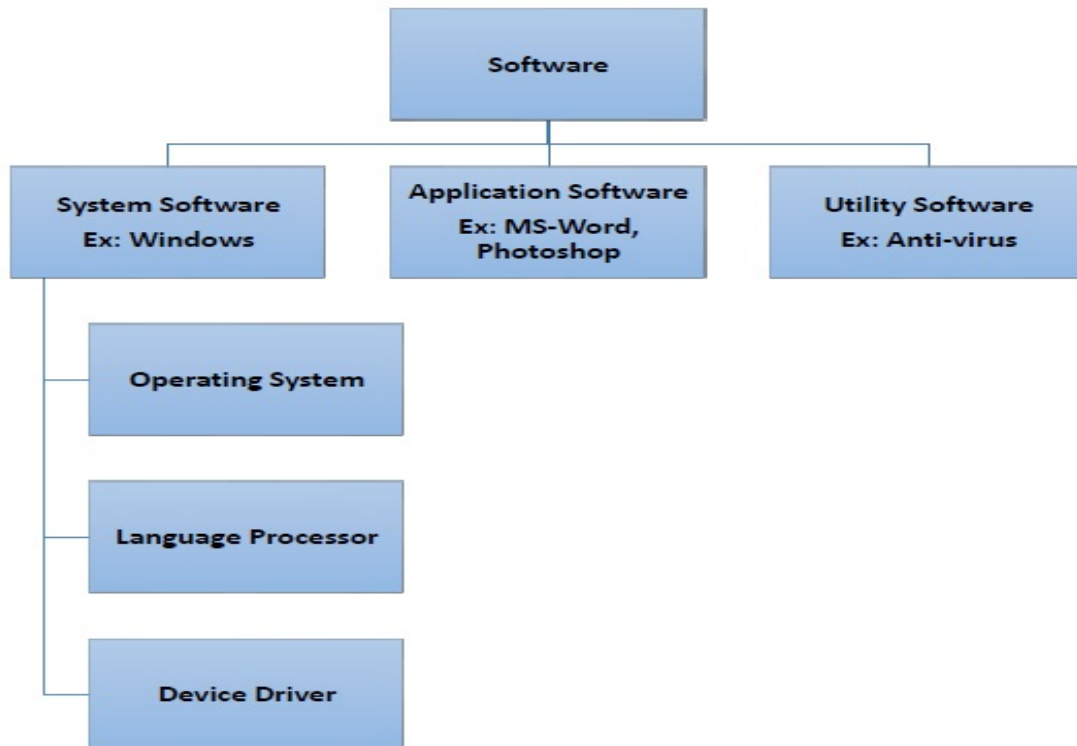 Software
System Software
Ex: Windows
Application Software
Ex: MS-Word,
Photoshop
Utility Software
Ex: Anti-virus
Operating System
Language Processor
Device Driver